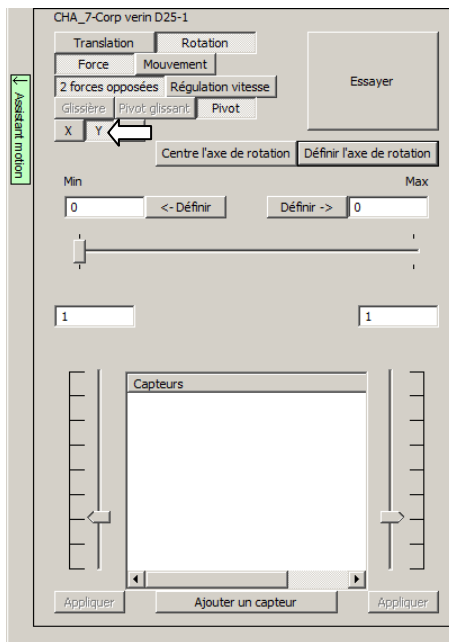 CHA_7-Corp verin D25-1
Translation Rotation
Force Mouvement
Essayer
2 forces opposées Régulation vitesse
Glissière Pivot glissant Pivot
X Y
← Assistant motion
Centre l'axe de rotation Définir l'axe de rotation
Min Max
0 <- Définir Définir -> 0
1 1
Capteurs
Appliquer Ajouter un capteur Appliquer